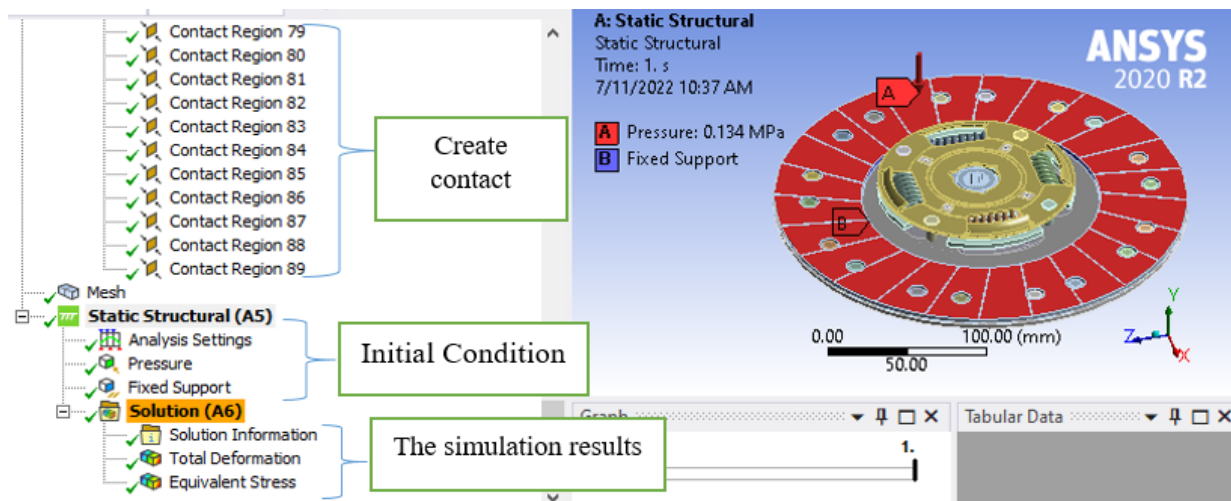 Contact Region 79
Contact Region 80
Contact Region 81
Contact Region 82
Contact Region 83
Contact Region 84
Contact Region 85
Contact Region 86
Contact Region 87
Contact Region 88
Contact Region 89
Mesh
Static Structural (A5)
Analysis Settings
Pressure
Fixed Support
Solution (A6)
Solution Information
Total Deformation
Equivalent Stress
Create
contact
Initial Condition
The simulation results
A: Static Structural
Static Structural
Time: 1. s
7/11/2022 10:37 AM
A Pressure: 0.134 MPa
B Fixed Support
ANSYS
2020 R2
A
B
0.00
100.00 (mm)
50.00
Y
Z
X
Graph
1.
Tabular Data